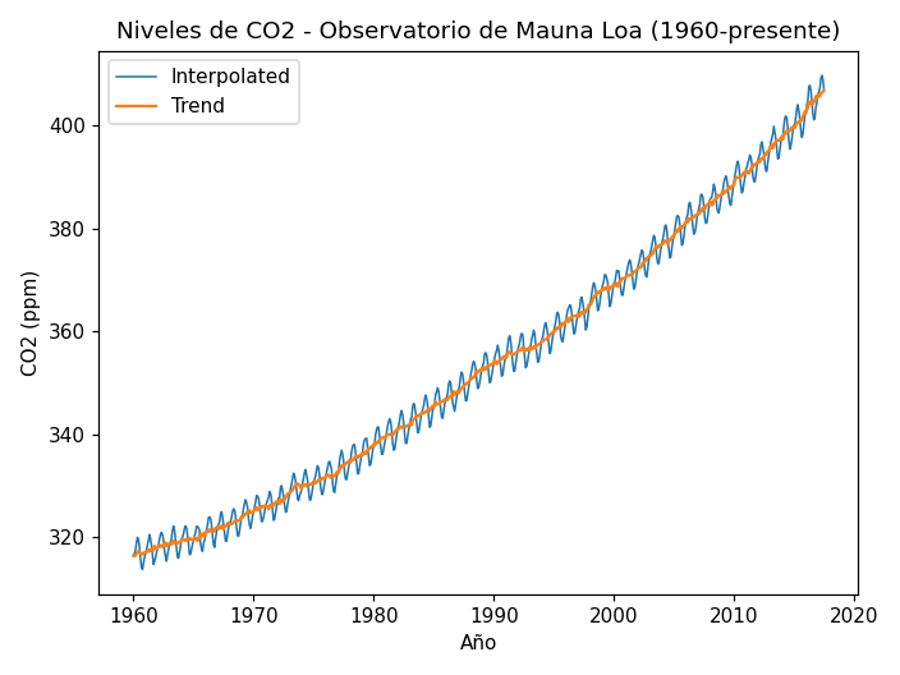 Niveles de CO2 - Observatorio de Mauna Loa (1960-presente)
Interpolated
Trend
CO2 (ppm)
400
380
360
340
320
1960 1970 1980 1990 2000 2010 2020
Año